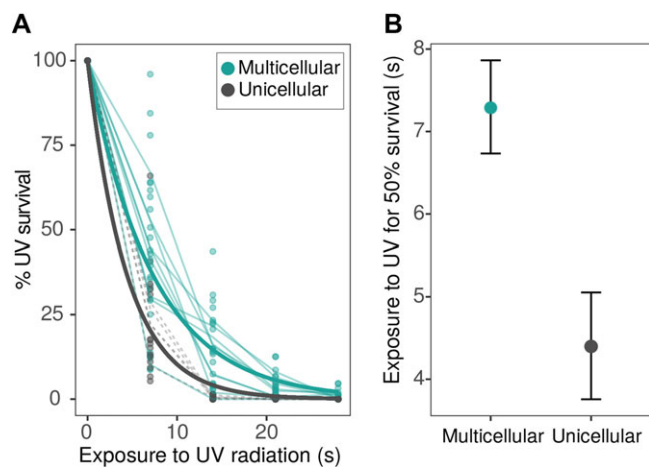 A
100
75
50
25
0
% UV survival
Multicellular
Unicellular
0
10
20
Exposure to UV radiation (s)
B
8
7
6
5
4
Exposure to UV for 50% survival (s)
Multicellular Unicellular